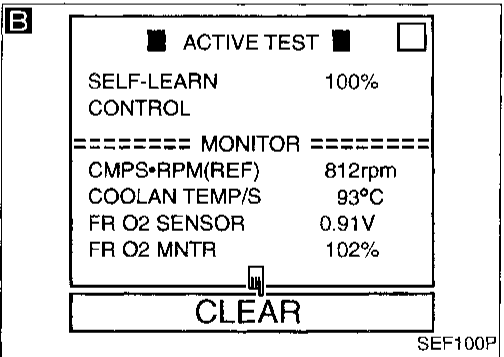 B
ACTIVE TEST
SELF-LEARN 100%
CONTROL
======== MONITOR ========
CMPS•RPM(REF) 812rpm
COOLAN TEMP/S 93°C
FR O2 SENSOR 0.91V
FR O2 MNTR 102%
CLEAR
SEF100P